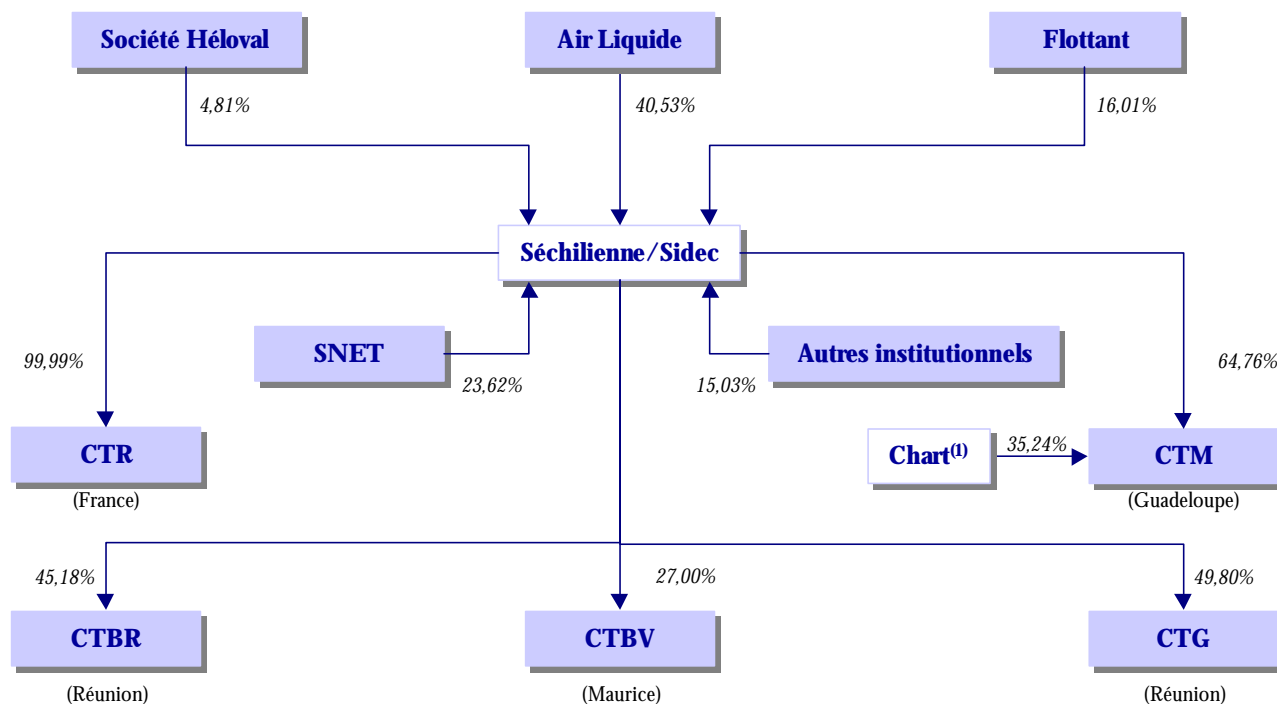 Société Héloval
Air Liquide
Flottant
4,81%
40,53%
16,01%
Séchilienne/Sidec
SNET
Autres institutionnels
99,99%
23,62%
15,03%
64,76%
CTR
Chart(1)
35,24%
CTM
(France)
(Guadeloupe)
45,18%
27,00%
49,80%
CTBR
CTBV
CTG
(Réunion)
(Maurice)
(Réunion)